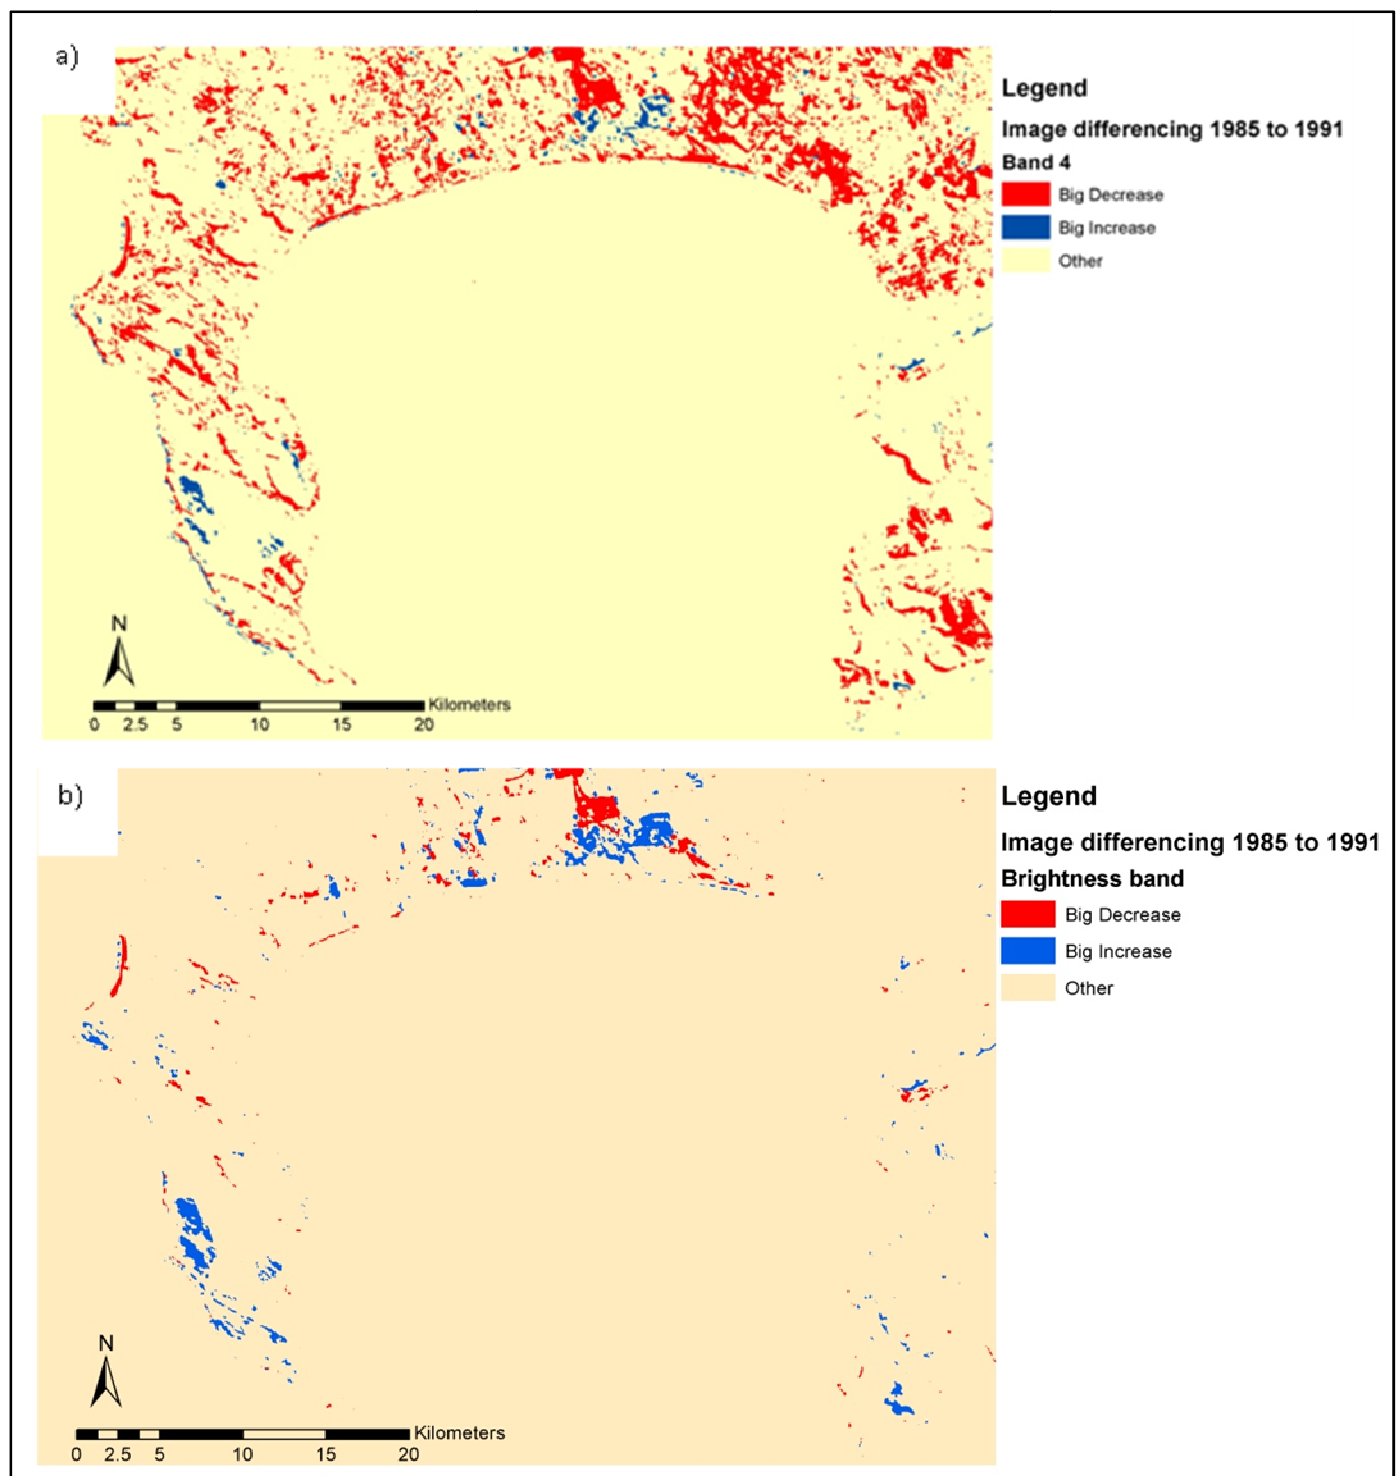 a)
Legend
Image differencing 1985 to 1991
Band 4
Big Decrease
Big Increase
Other
N
Kilometers
0 2.5 5 10 15 20
b)
Legend
Image differencing 1985 to 1991
Brightness band
Big Decrease
Big Increase
Other
N
Kilometers
0 2.5 5 10 15 20